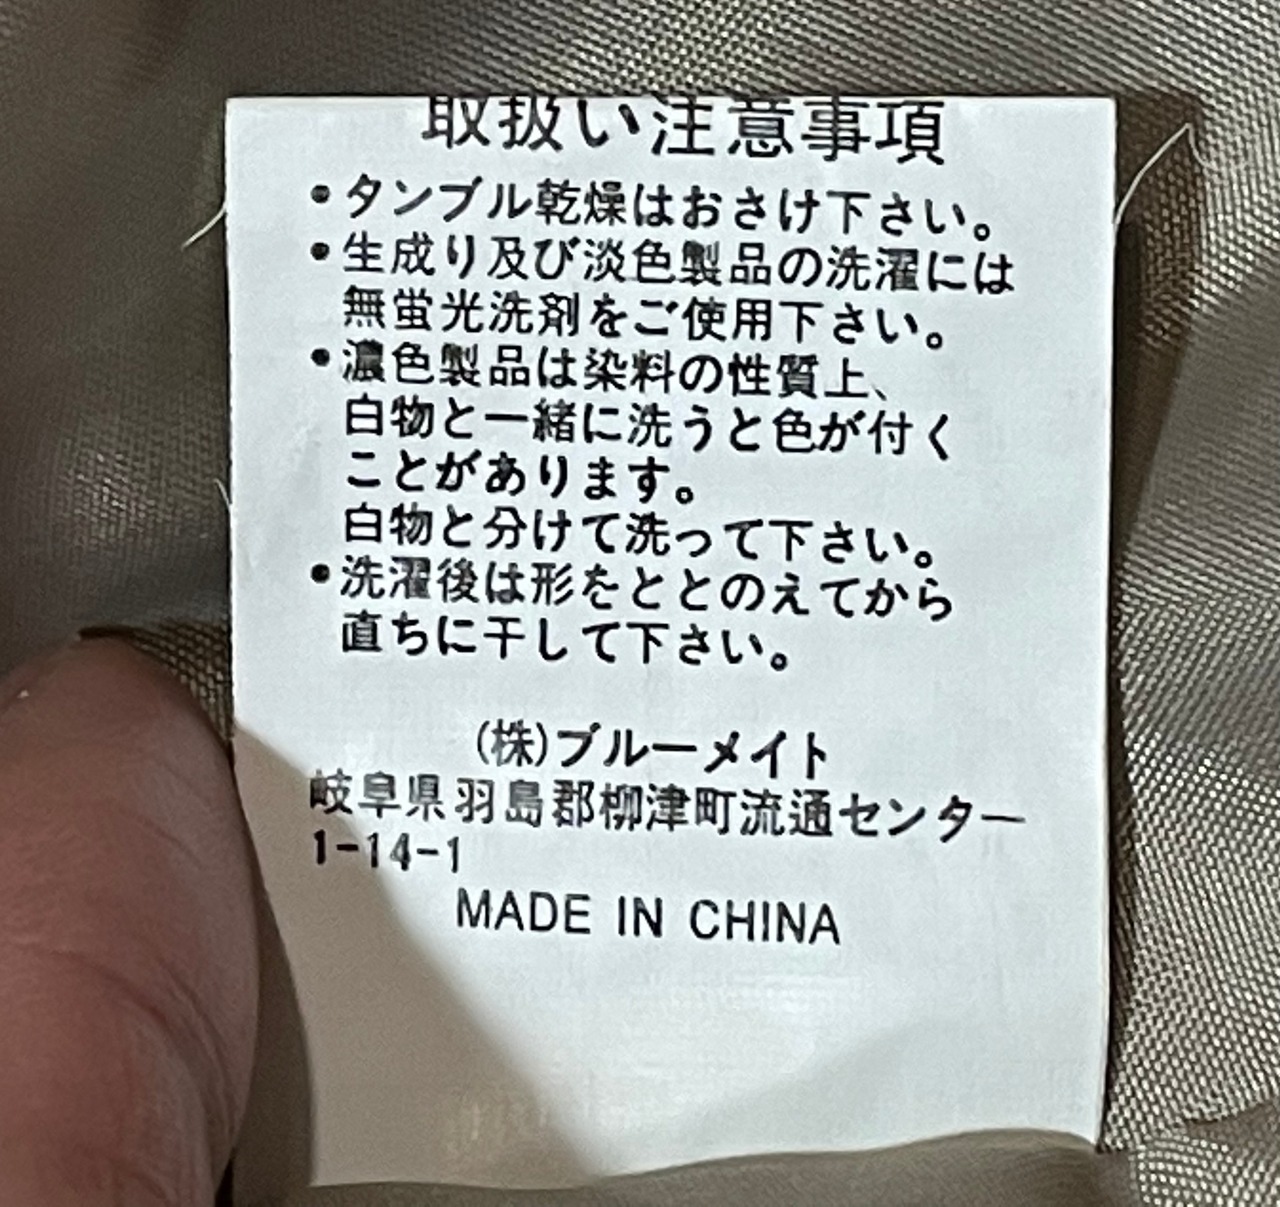 取扱い注意事項
•タンブル乾燥はおさけ下さい。
•生成り及び淡色製品の洗濯には
無蛍光洗剤をご使用下さい。
•濃色製品は染料の性質上、
白物と一緒に洗うと色が付く
ことがあります。
白物と分けて洗って下さい。
•洗濯後は形をととのえてから
直ちに干して下さい。
(株)ブルーメイト
岐阜県羽島郡柳津町流通センター
1-14-1
MADE IN CHINA